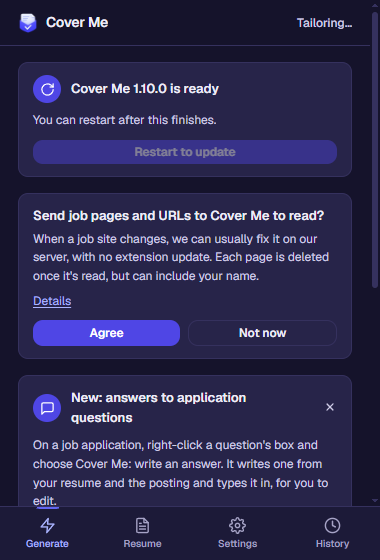 Cover Me
Tailoring...
Cover Me 1.10.0 is ready
You can restart after this finishes.
Restart to update
Send job pages and URLs to Cover Me to read?
When a job site changes, we can usually fix it on our
server, with no extension update. Each page is deleted
once it's read, but can include your name.
Details
Agree
Not now
New: answers to application
questions
On a job application, right-click a question's box and
choose Cover Me: write an answer. It writes one from
your resume and the posting and types it in, for you to
edit.
Generate
Resume
Settings
History